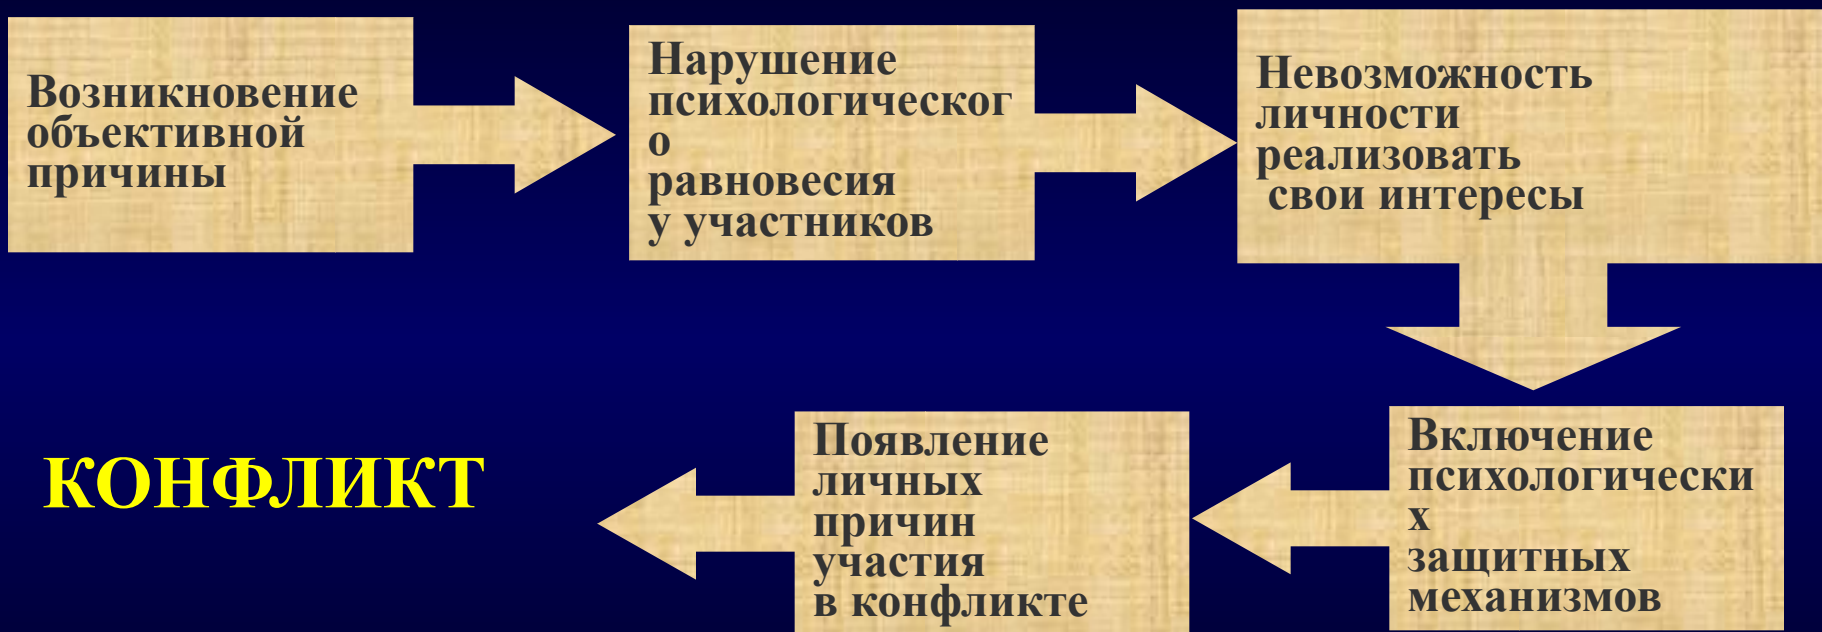 Возникновение
объективной
причины
Нарушение
психологическог
о
равновесия
у участников
Невозможность
личности
реализовать
свои интересы
Включение
психологически
х
защитных
механизмов
Появление
личных
причин
участия
в конфликте
КОНФЛИКТ